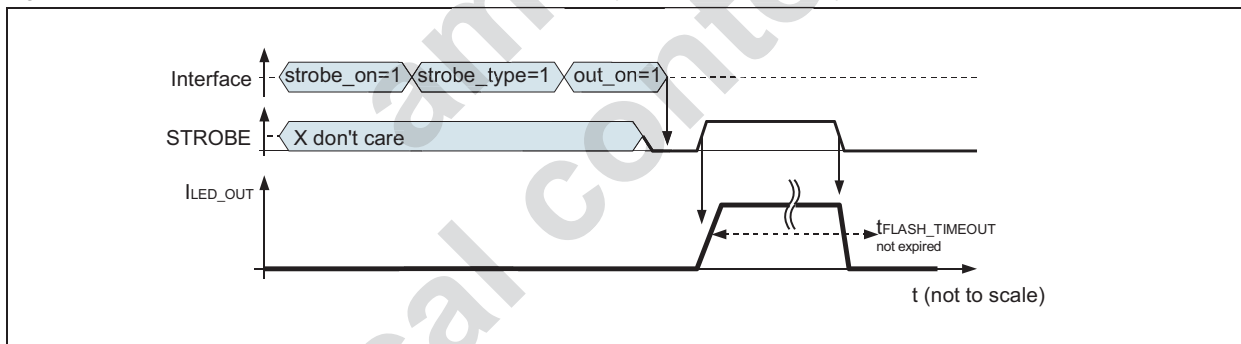 Interface
strobe_on=1
strobe_type=1
out_on=1
STROBE
X don't care
ILED_OUT
tFLASH_TIMEOUT
not expired
t (not to scale)